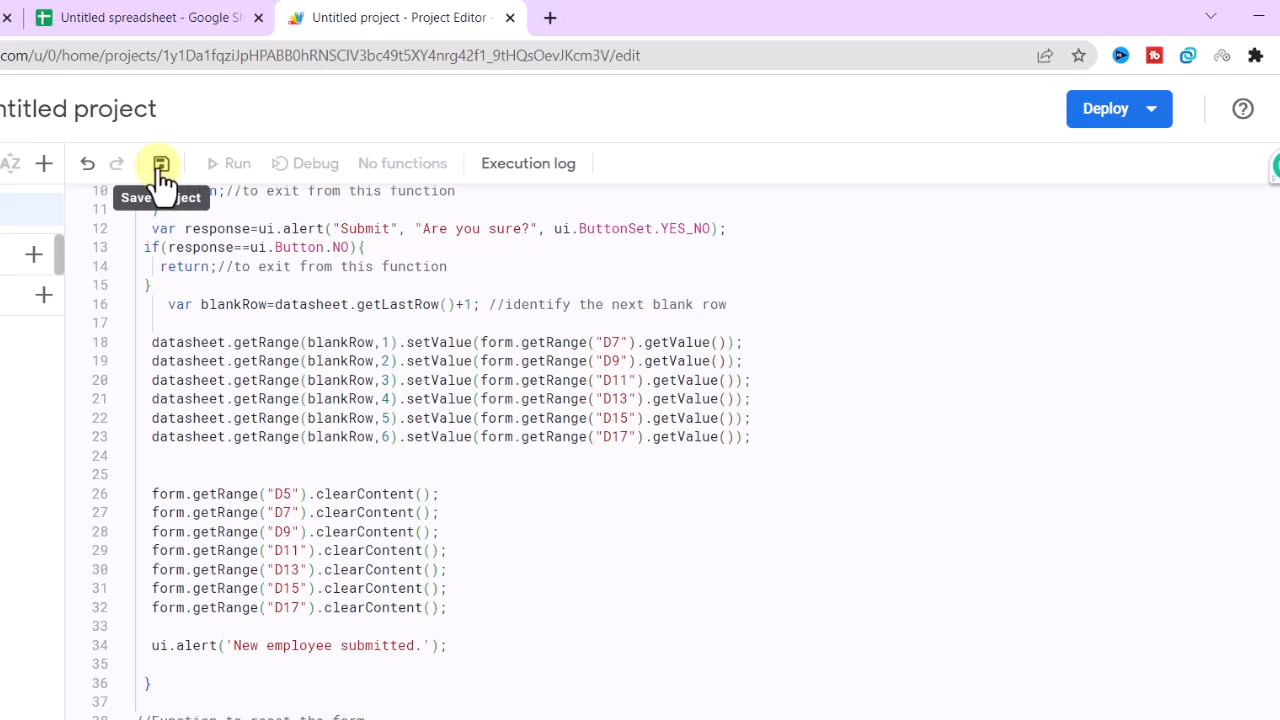 Untitled spreadsheet - Google Sh
Untitled project - Project Editor -
com/u/0/home/projects/1y1Da1fqziJpHPABB0hRNSClV3bc49t5XY4nrg42f1_9tHQsOevJKcm3V/edit
ntitled project
Deploy
AZ
Run
Debug
No functions
Execution log
10 n;//to exit from this function
Save ject
11 }
12 var response=ui.alert("Submit", "Are you sure?", ui.ButtonSet.YES_NO);
13 if(response==ui.Button.NO){
14 return;//to exit from this function
15 }
16 var blankRow=datasheet.getLastRow()+1; //identify the next blank row
17
18 datasheet.getRange(blankRow,1).setValue(form.getRange("D7").getValue());
19 datasheet.getRange(blankRow,2).setValue(form.getRange("D9").getValue());
20 datasheet.getRange(blankRow,3).setValue(form.getRange("D11").getValue());
21 datasheet.getRange(blankRow,4).setValue(form.getRange("D13").getValue());
22 datasheet.getRange(blankRow,5).setValue(form.getRange("D15").getValue());
23 datasheet.getRange(blankRow,6).setValue(form.getRange("D17").getValue());
24
25
26 form.getRange("D5").clearContent();
27 form.getRange("D7").clearContent();
28 form.getRange("D9").clearContent();
29 form.getRange("D11").clearContent();
30 form.getRange("D13").clearContent();
31 form.getRange("D15").clearContent();
32 form.getRange("D17").clearContent();
33
34 ui.alert('New employee submitted.');
35
36 }
37
38 //Function to reset the form